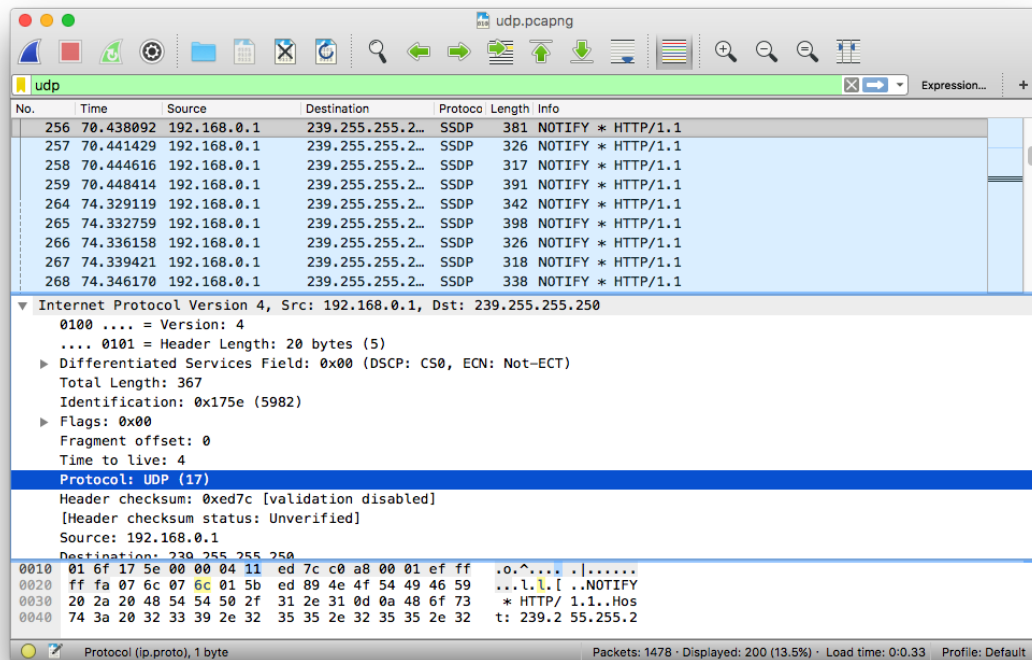 udp.pcapng
udp Expression... +
No. Time Source Destination Protoco Length Info
256 70.438092 192.168.0.1 239.255.255.2… SSDP 381 NOTIFY * HTTP/1.1
257 70.441429 192.168.0.1 239.255.255.2… SSDP 326 NOTIFY * HTTP/1.1
258 70.444616 192.168.0.1 239.255.255.2… SSDP 317 NOTIFY * HTTP/1.1
259 70.448414 192.168.0.1 239.255.255.2… SSDP 391 NOTIFY * HTTP/1.1
264 74.329119 192.168.0.1 239.255.255.2… SSDP 342 NOTIFY * HTTP/1.1
265 74.332759 192.168.0.1 239.255.255.2… SSDP 398 NOTIFY * HTTP/1.1
266 74.336158 192.168.0.1 239.255.255.2… SSDP 326 NOTIFY * HTTP/1.1
267 74.339421 192.168.0.1 239.255.255.2… SSDP 318 NOTIFY * HTTP/1.1
268 74.346170 192.168.0.1 239.255.255.2… SSDP 338 NOTIFY * HTTP/1.1
Internet Protocol Version 4, Src: 192.168.0.1, Dst: 239.255.255.250
0100 .... = Version: 4
.... 0101 = Header Length: 20 bytes (5)
Differentiated Services Field: 0x00 (DSCP: CS0, ECN: Not-ECT)
Total Length: 367
Identification: 0x175e (5982)
Flags: 0x00
Fragment offset: 0
Time to live: 4
Protocol: UDP (17)
Header checksum: 0xed7c [validation disabled]
[Header checksum status: Unverified]
Source: 192.168.0.1
Destination: 239.255.255.250
0010 01 6f 17 5e 00 00 04 11 ed 7c c0 a8 00 01 ef ff .o.^.... .|......
0020 ff fa 07 6c 07 6c 01 5b ed 89 4e 4f 54 49 46 59 ...l.l.[ ..NOTIFY
0030 20 2a 20 48 54 54 50 2f 31 2e 31 0d 0a 48 6f 73 * HTTP/ 1.1..Hos
0040 74 3a 20 32 33 39 2e 32 35 35 2e 32 35 35 2e 32 t: 239.2 55.255.2
Protocol (ip.proto), 1 byte Packets: 1478 · Displayed: 200 (13.5%) · Load time: 0:0.33 Profile: Default